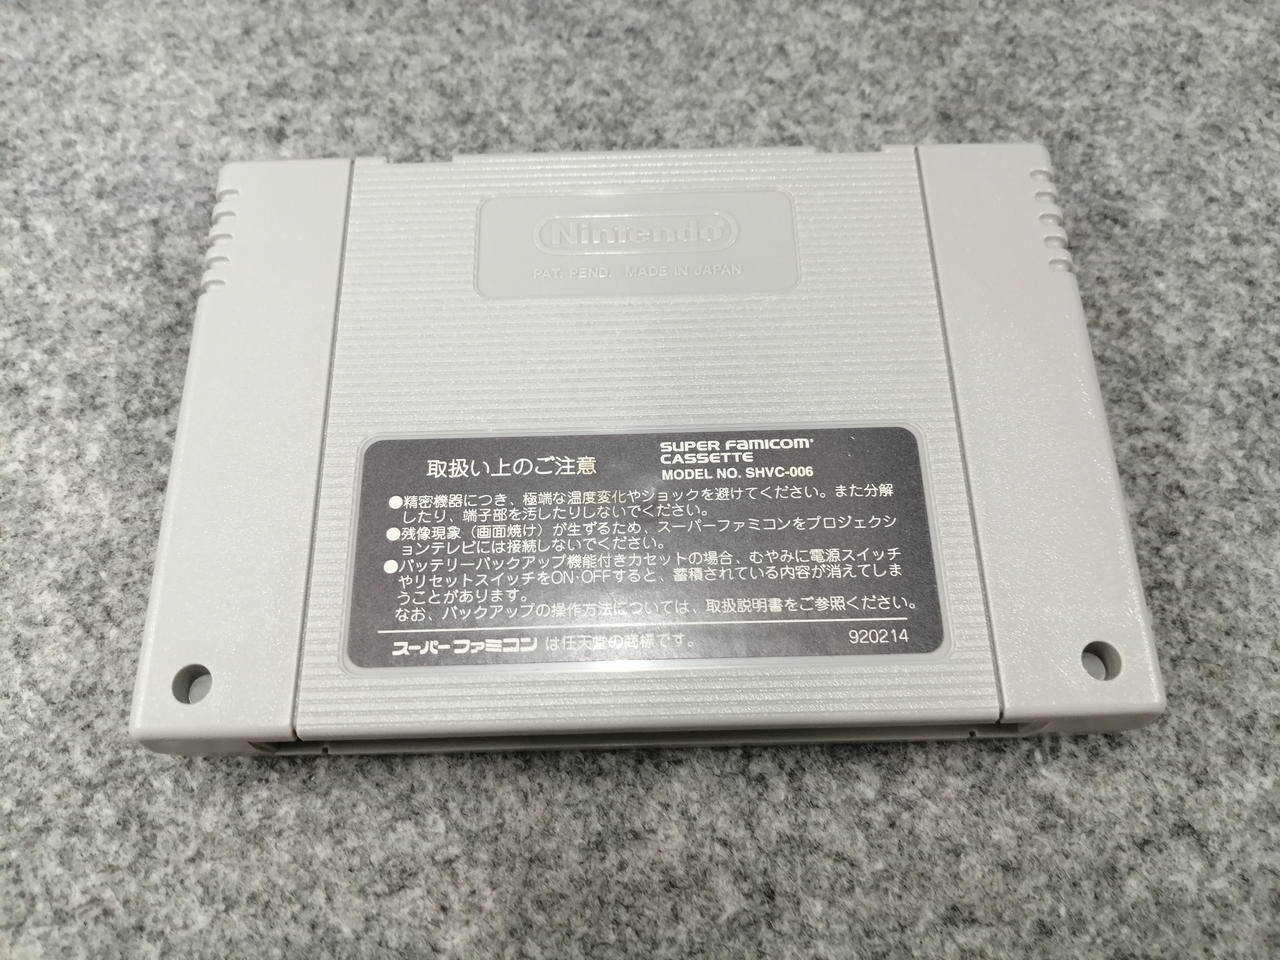 Nintendo
PAT. PEND. MADE IN JAPAN
取扱い上のご注意
SUPER FAMICOM
CASSETTE
MODEL NO. SHVC-006
●精密機器につき、極端な温度変化やショックを避けてください。また分解
したり、端子部を汚したりしないでください。
●残像現象（画面焼け）が生ずるため、スーパーファミコンをプロジェクシ
ョンテレビには接続しないでください。
●バッテリーバックアップ機能付きカセットの場合、むやみに電源スイッチ
やリセットスイッチをON・OFFすると、蓄積されている内容が消えてしま
うことがあります。
なお、バックアップの操作方法については、取扱説明書をご参照ください。
スーパーファミコン は任天堂の商標です。
920214